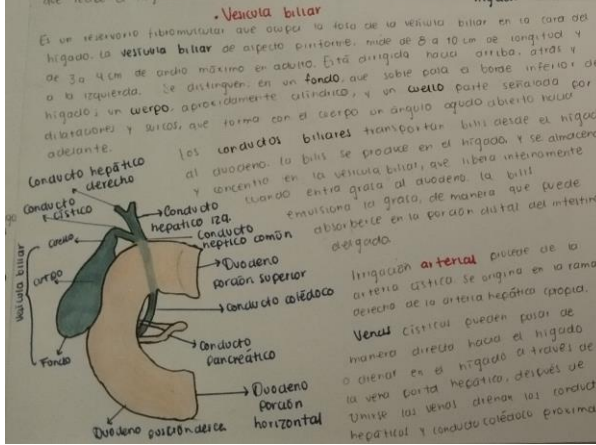 • Vesicula biliar
Es un reservorio fibromuscular que ocupa la fosa de la vesicula biliar en la cara del
hígado. La vesicula biliar de aspecto piriforme, mide de 8 a 10 cm de longitud y
de 3 a 4 cm de ancho máximo en adulto. Está dirigida hacia arriba, atrás y
a la izquierda. Se distinguen, en un fondo, que sobre pasa el borde inferior del
hígado; un cuerpo, aproximadamente cilíndrico, y un cuello parte señalada por
dilataciones y surcos, que forma con el cuerpo un ángulo agudo abierto hacia
adelante.
los conductos biliares transportan bilis desde el hígado
al duodeno. la bilis se produce en el hígado y se almacena
y concentra en la vesícula biliar, que libera internamente
cuando entra grasa al duodeno. la bilis
emulsiona la grasa, de manera que puede
absorberse en la porción distal del intestino
delgado.
Conducto hepático
derecho
Conducto
cístico
Conducto
hepatico izq.
Conducto
heptico común
Vesicula biliar
cuello
cuerpo
Fondo
Duodeno
porción superior
conducto colédoco
conducto
pancreático
Duodeno
porción
horizontal
Duodeno porción desce.
Irrigación arterial procede de la
arteria cística. Se origina en la rama
derecha de la arteria hepática propia.
Venas císticas pueden pasar de
manera directa hacia el hígado
o drenar en el hígado a través de
la vena porta hepática, después de
unirse las venas drenan los conductos
hepáticos y conducto colédoco proximal